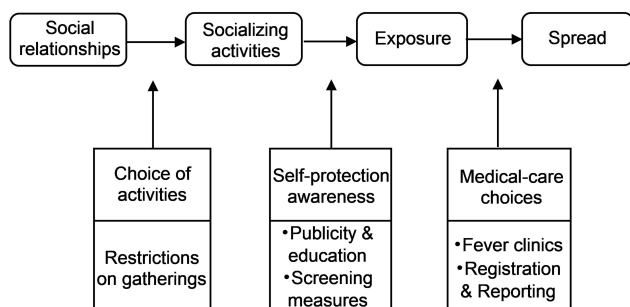 Social
relationships
Socializing
activities
Exposure
Spread
Choice of
activities
Restrictions
on gatherings
Self-protection
awareness
•Publicity &
education
•Screening
measures
Medical-care
choices
•Fever clinics
•Registration
& Reporting